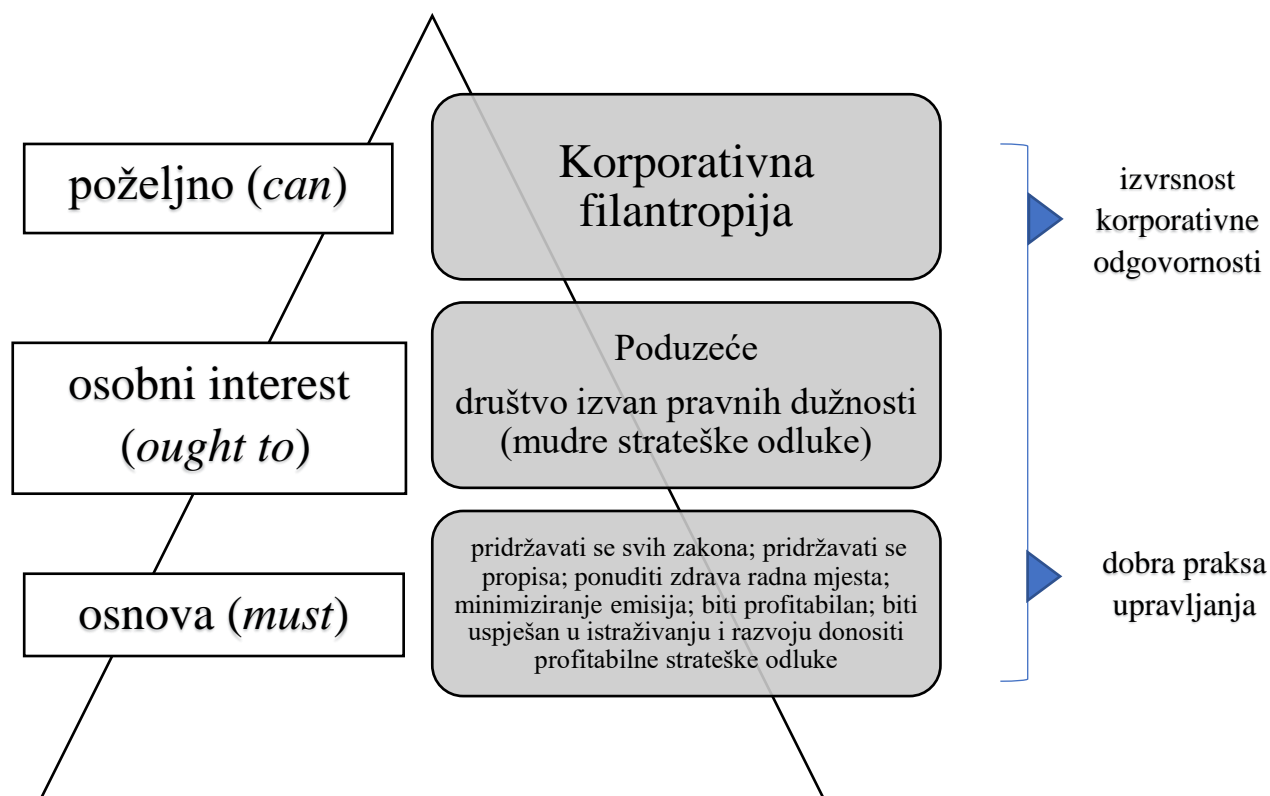 poželjno (can)
Korporativna
filantropija
izvrsnost
korporativne
odgovornosti
osobni interest
(ought to)
Poduzeće
društvo izvan pravnih dužnosti
(mudre strateške odluke)
osnova (must)
pridržavati se svih zakona; pridržavati se
propisa; ponuditi zdrava radna mjesta;
minimiziranje emisija; biti profitabilan; biti
uspješan u istraživanju i razvoju donositi
profitabilne strateške odluke
dobra praksa
upravljanja